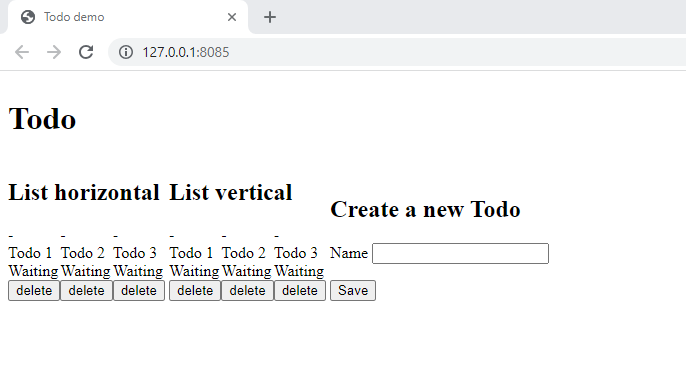 Todo demo
127.0.0.1:8085
Todo
List horizontal List vertical
Create a new Todo
- - - - - -
Todo 1 Todo 2 Todo 3 Todo 1 Todo 2 Todo 3 Name
Waiting Waiting Waiting Waiting Waiting Waiting
delete delete delete delete delete delete Save